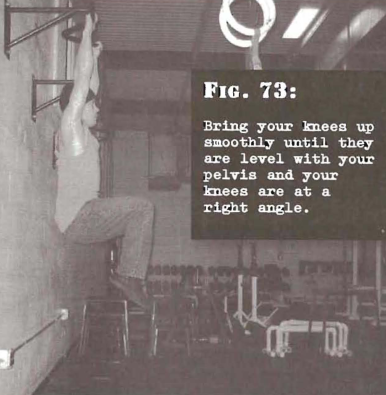 FIG. 73:
Bring your knees up
smoothly until they
are level with your
pelvis and your
knees are at a
right angle.